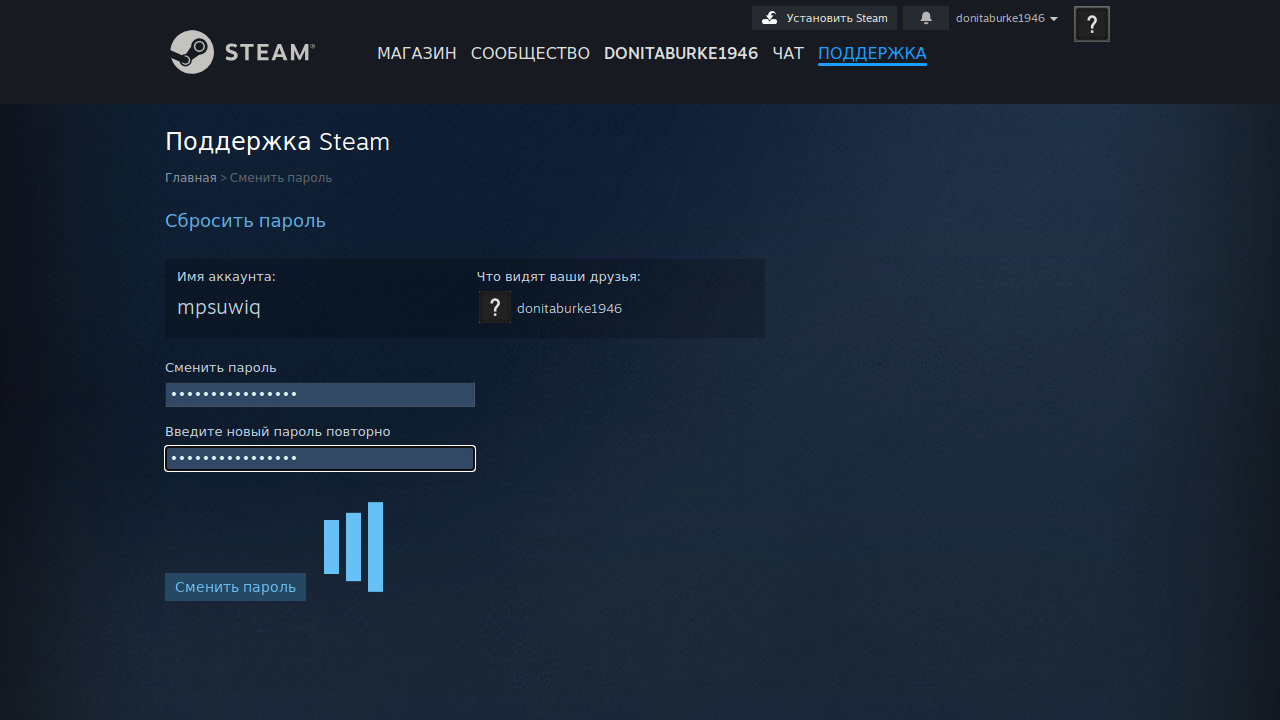 Установить Steam
donitaburke1946
STEAM®
МАГАЗИН СООБЩЕСТВО DONITABURKE1946 ЧАТ ПОДДЕРЖКА
Поддержка Steam
Главная > Сменить пароль
Сбросить пароль
Имя аккаунта:
Что видят ваши друзья:
mpsuwiq
donitaburke1946
Сменить пароль
••••••••••••••••
Введите новый пароль повторно
••••••••••••••••
Сменить пароль